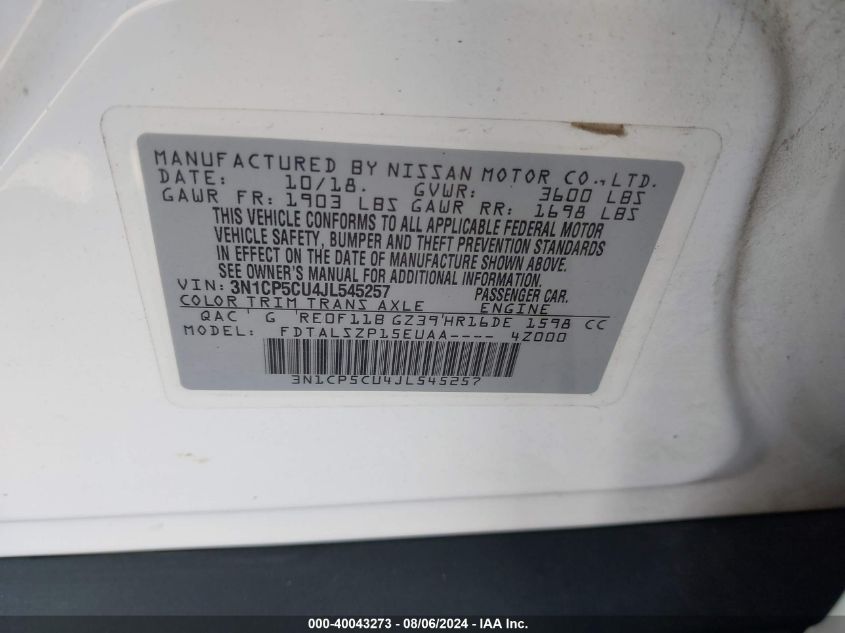 MANUFACTURED BY NISSAN MOTOR CO.,LTD.
DATE: 10/18. GVWR: 3600 LBS
GAWR FR: 1903 LBS GAWR RR: 1698 LBS
THIS VEHICLE CONFORMS TO ALL APPLICABLE FEDERAL MOTOR
VEHICLE SAFETY, BUMPER AND THEFT PREVENTION STANDARDS
IN EFFECT ON THE DATE OF MANUFACTURE SHOWN ABOVE.
SEE OWNER'S MANUAL FOR ADDITIONAL INFORMATION.
VIN: 3N1CP5CU4JL545257 PASSENGER CAR.
COLOR TRIM TRANS AXLE ENGINE
QAC ' G 'RE0F11B GZ39'HR16DE 1598 CC
MODEL: FDTALSZP15EUAA---- 4Z000
3N1CP5CU4JL545257
000-40043273 - 08/06/2024 - IAA Inc.